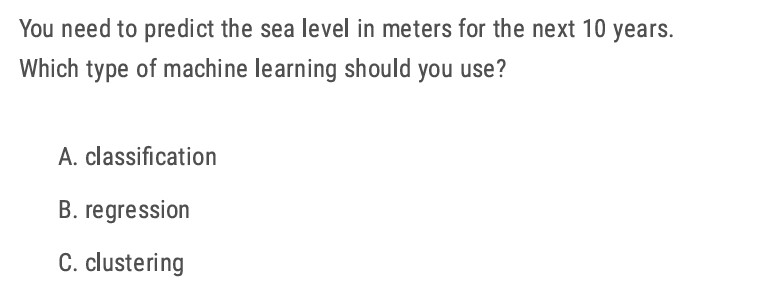 You need to predict the sea level in meters for the next 10 years.
Which type of machine learning should you use?
A. classification
B. regression
C. clustering